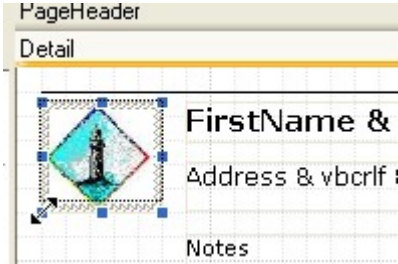 PageHeader
Detail
FirstName &
Address & vbcrlf
Notes